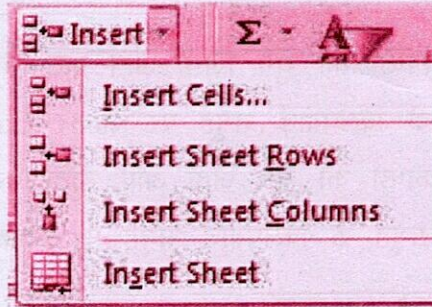 Insert Σ A
Insert Cells...
Insert Sheet Rows
Insert Sheet Columns
Insert Sheet